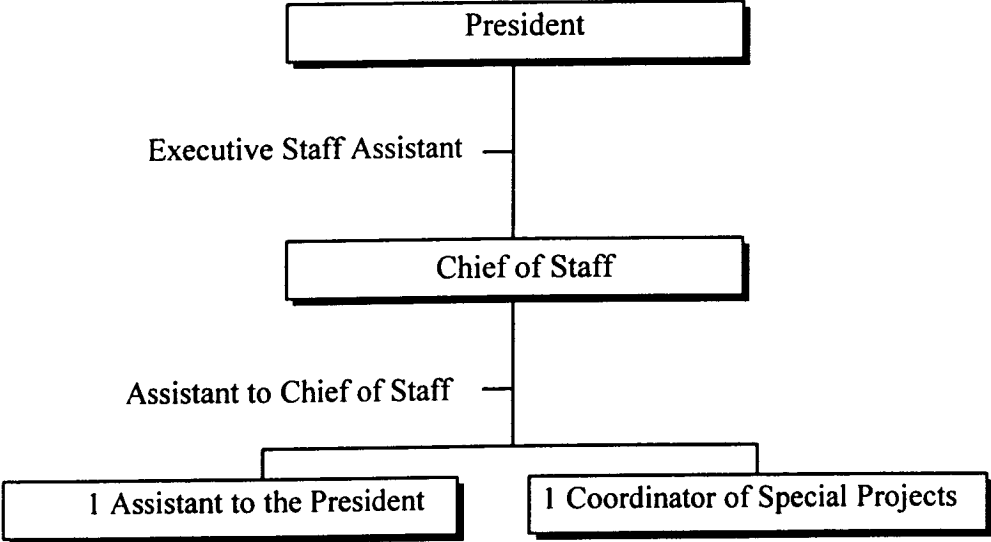 President
Executive Staff Assistant
Chief of Staff
Assistant to Chief of Staff
1 Assistant to the President
1 Coordinator of Special Projects